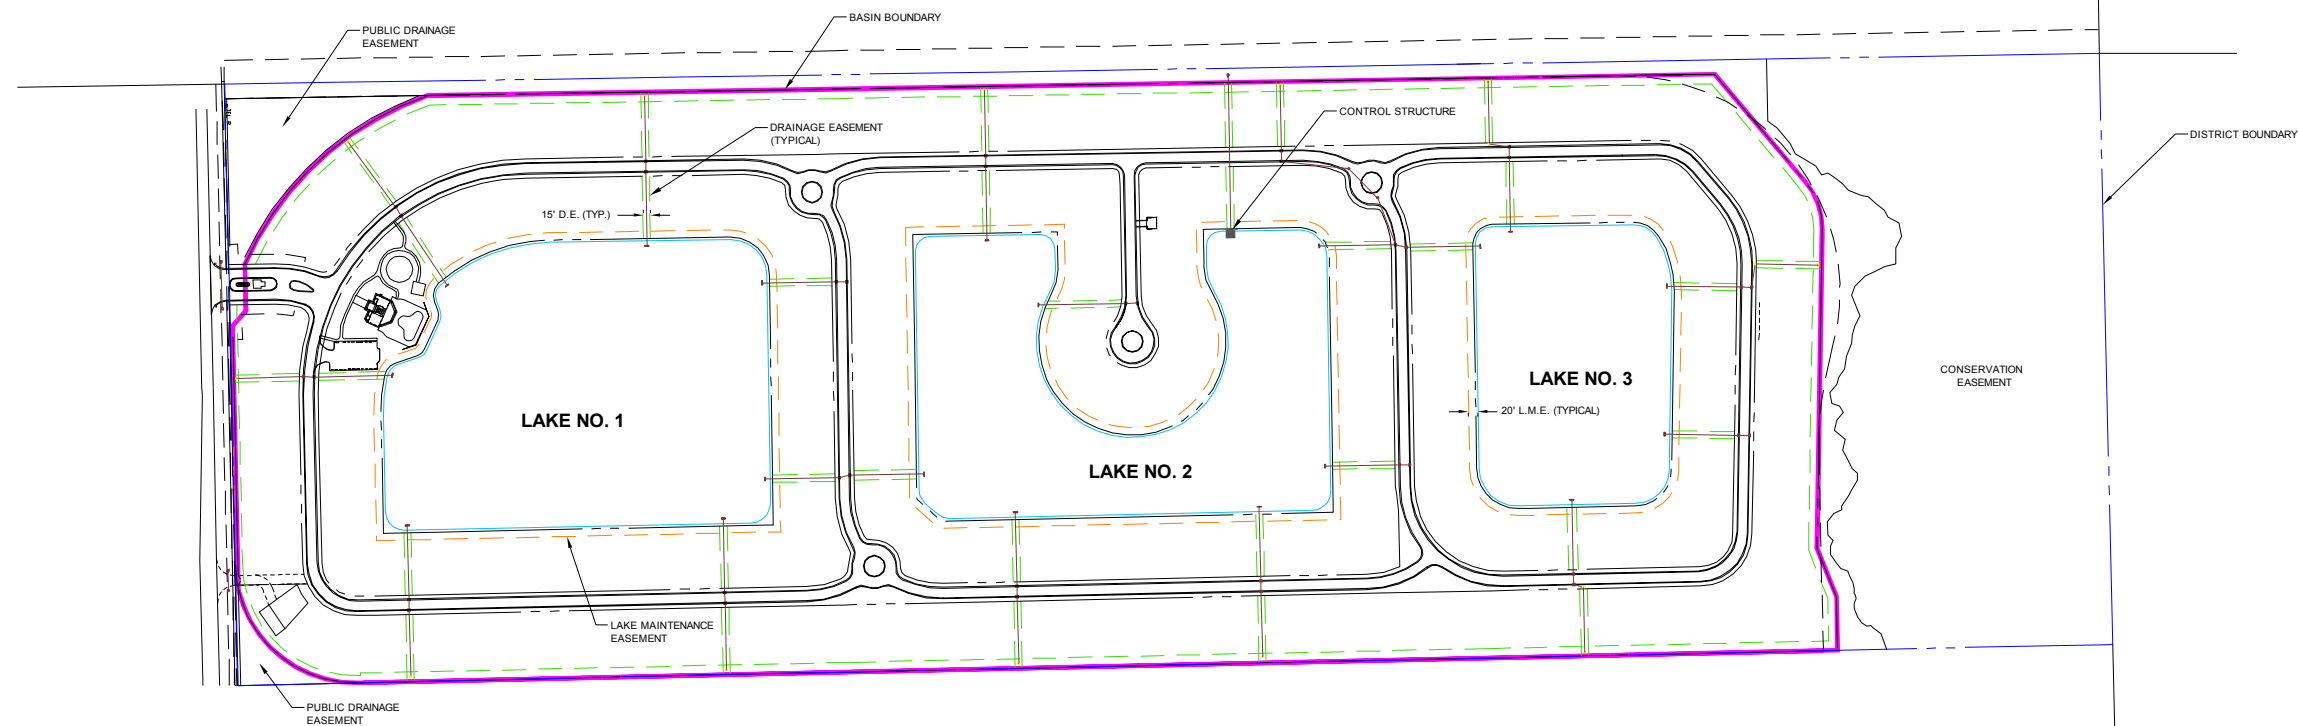 BASIN BOUNDARY
PUBLIC DRAINAGE
EASEMENT
CONTROL STRUCTURE
DRAINAGE EASEMENT
(TYPICAL)
DISTRICT BOUNDARY
15' D.E. (TYP.)
CONSERVATION
EASEMENT
LAKE NO. 3
20' L.M.E. (TYPICAL)
LAKE NO. 1
LAKE NO. 2
LAKE MAINTENANCE
EASEMENT
PUBLIC DRAINAGE
EASEMENT